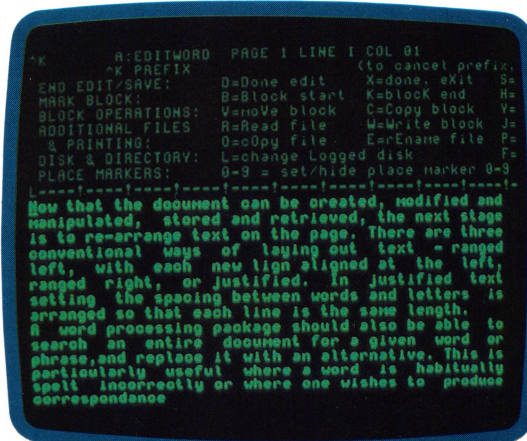 ^K A:EDITWORD PAGE 1 LINE 1 COL 01
^K PREFIX (to cancel prefix,
END EDIT/SAVE: D=Done edit X=done, eXit S=
MARK BLOCK: B=Block start K=blocK end H=
BLOCK OPERATIONS: V=moVe block C=Copy block Y=
ADDITIONAL FILES R=Read file W=Write block J=
& PRINTING: O=cOpy file E=rEname file P=
DISK & DIRECTORY: L=change Logged disk F=
PLACE MARKERS: 0-9 = set/hide place marker 0-9
L----!----!----!----!----!----!----!----!----!----!-
Now that the document can be created, modified and
manipulated, stored and retrieved, the next stage
is to re-arrange text on the page. There are three
conventional ways of laying out text - ranged
left, with each new lign aligned at the left,
ranged right, or justified. In justified text
setting the spacing between words and letters is
arranged so that each line is the same length.
A word processing package should also be able to
search an entire document for a given word or
phrase,and replace it with an alternative. This is
particularly useful where a word is habitually
spelt incorrectly or where one wishes to produce
correspondance